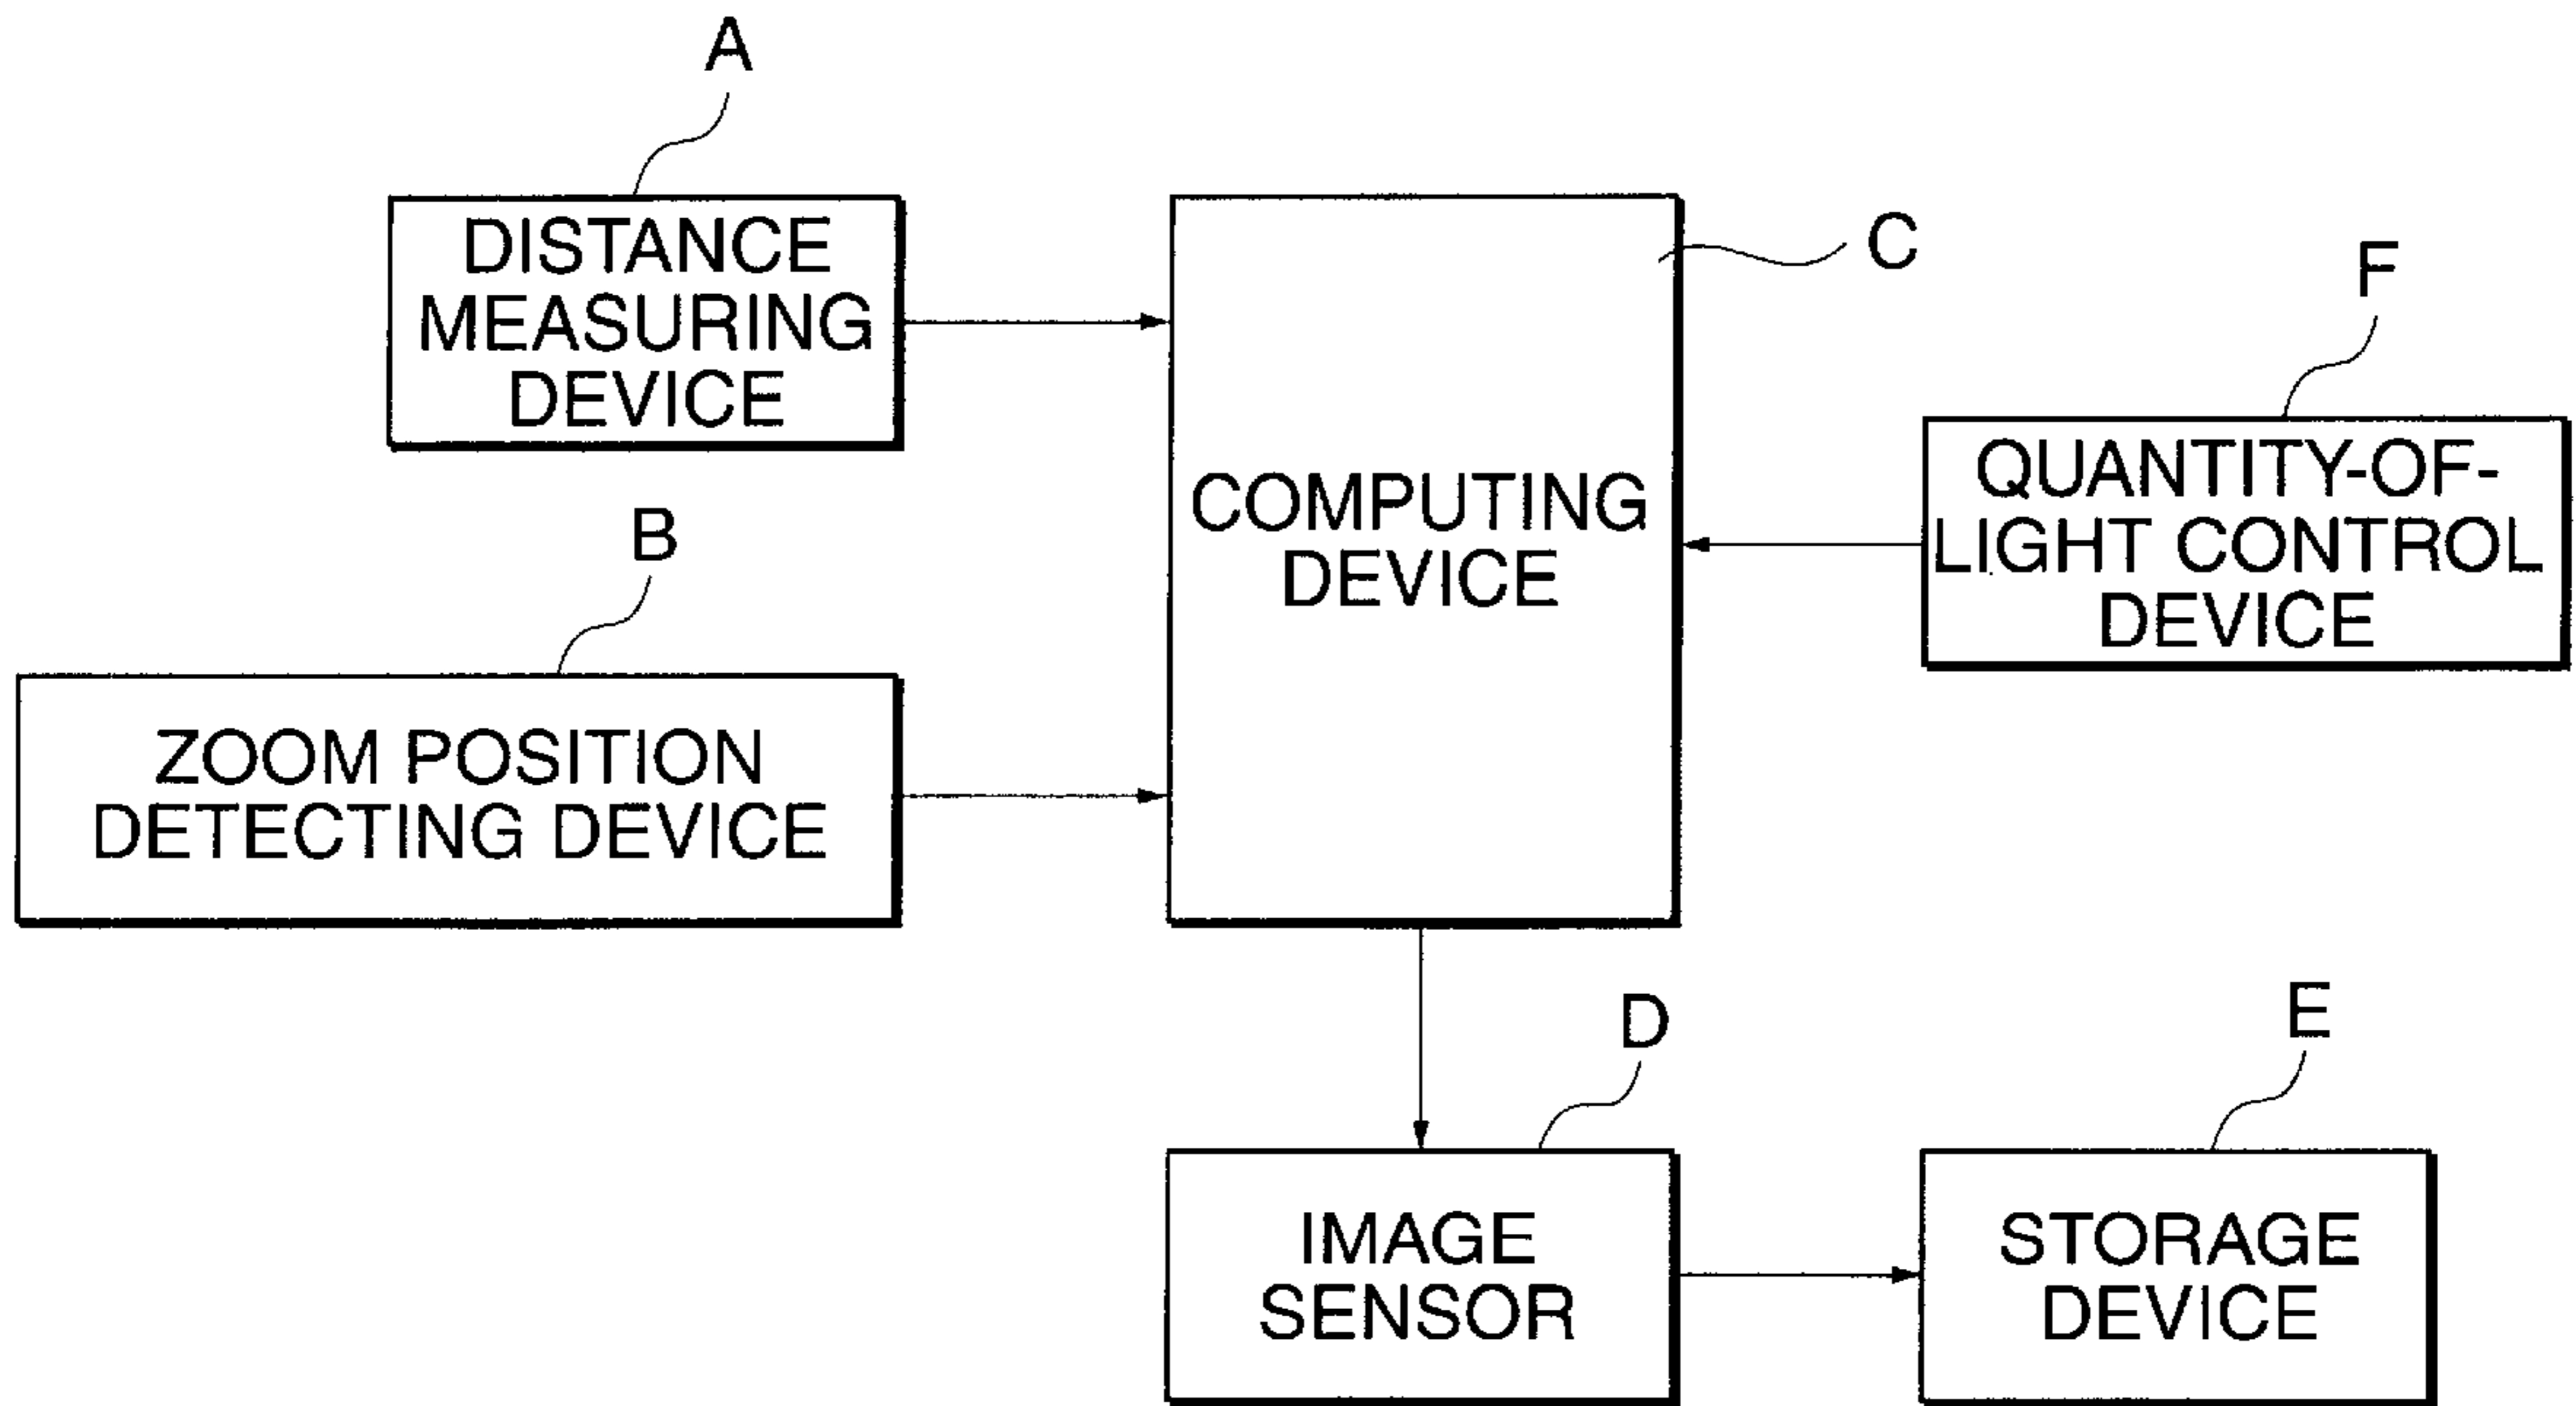 A
DISTANCE
MEASURING
DEVICE
B
ZOOM POSITION
DETECTING DEVICE
C
COMPUTING
DEVICE
F
QUANTITY-OF-
LIGHT CONTROL
DEVICE
D
IMAGE
SENSOR
E
STORAGE
DEVICE